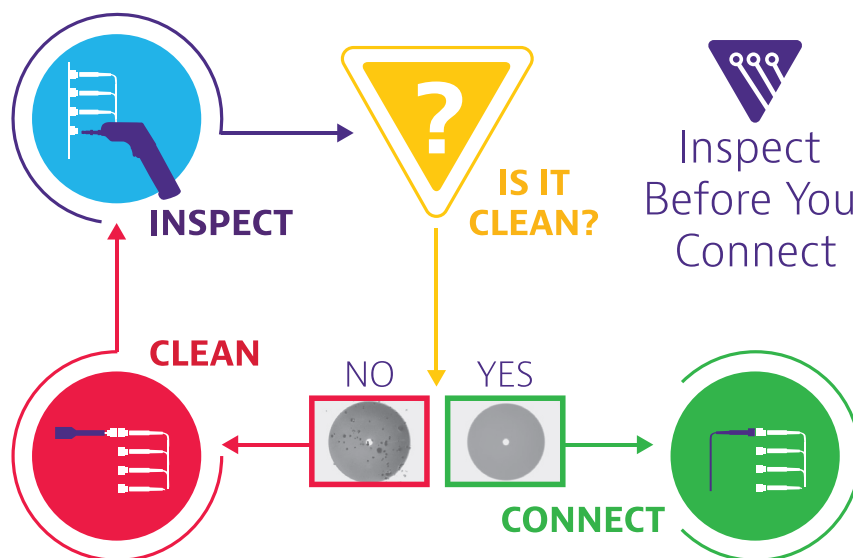 INSPECT
?
IS IT
CLEAN?
Inspect
Before You
Connect
CLEAN
NO
YES
CONNECT